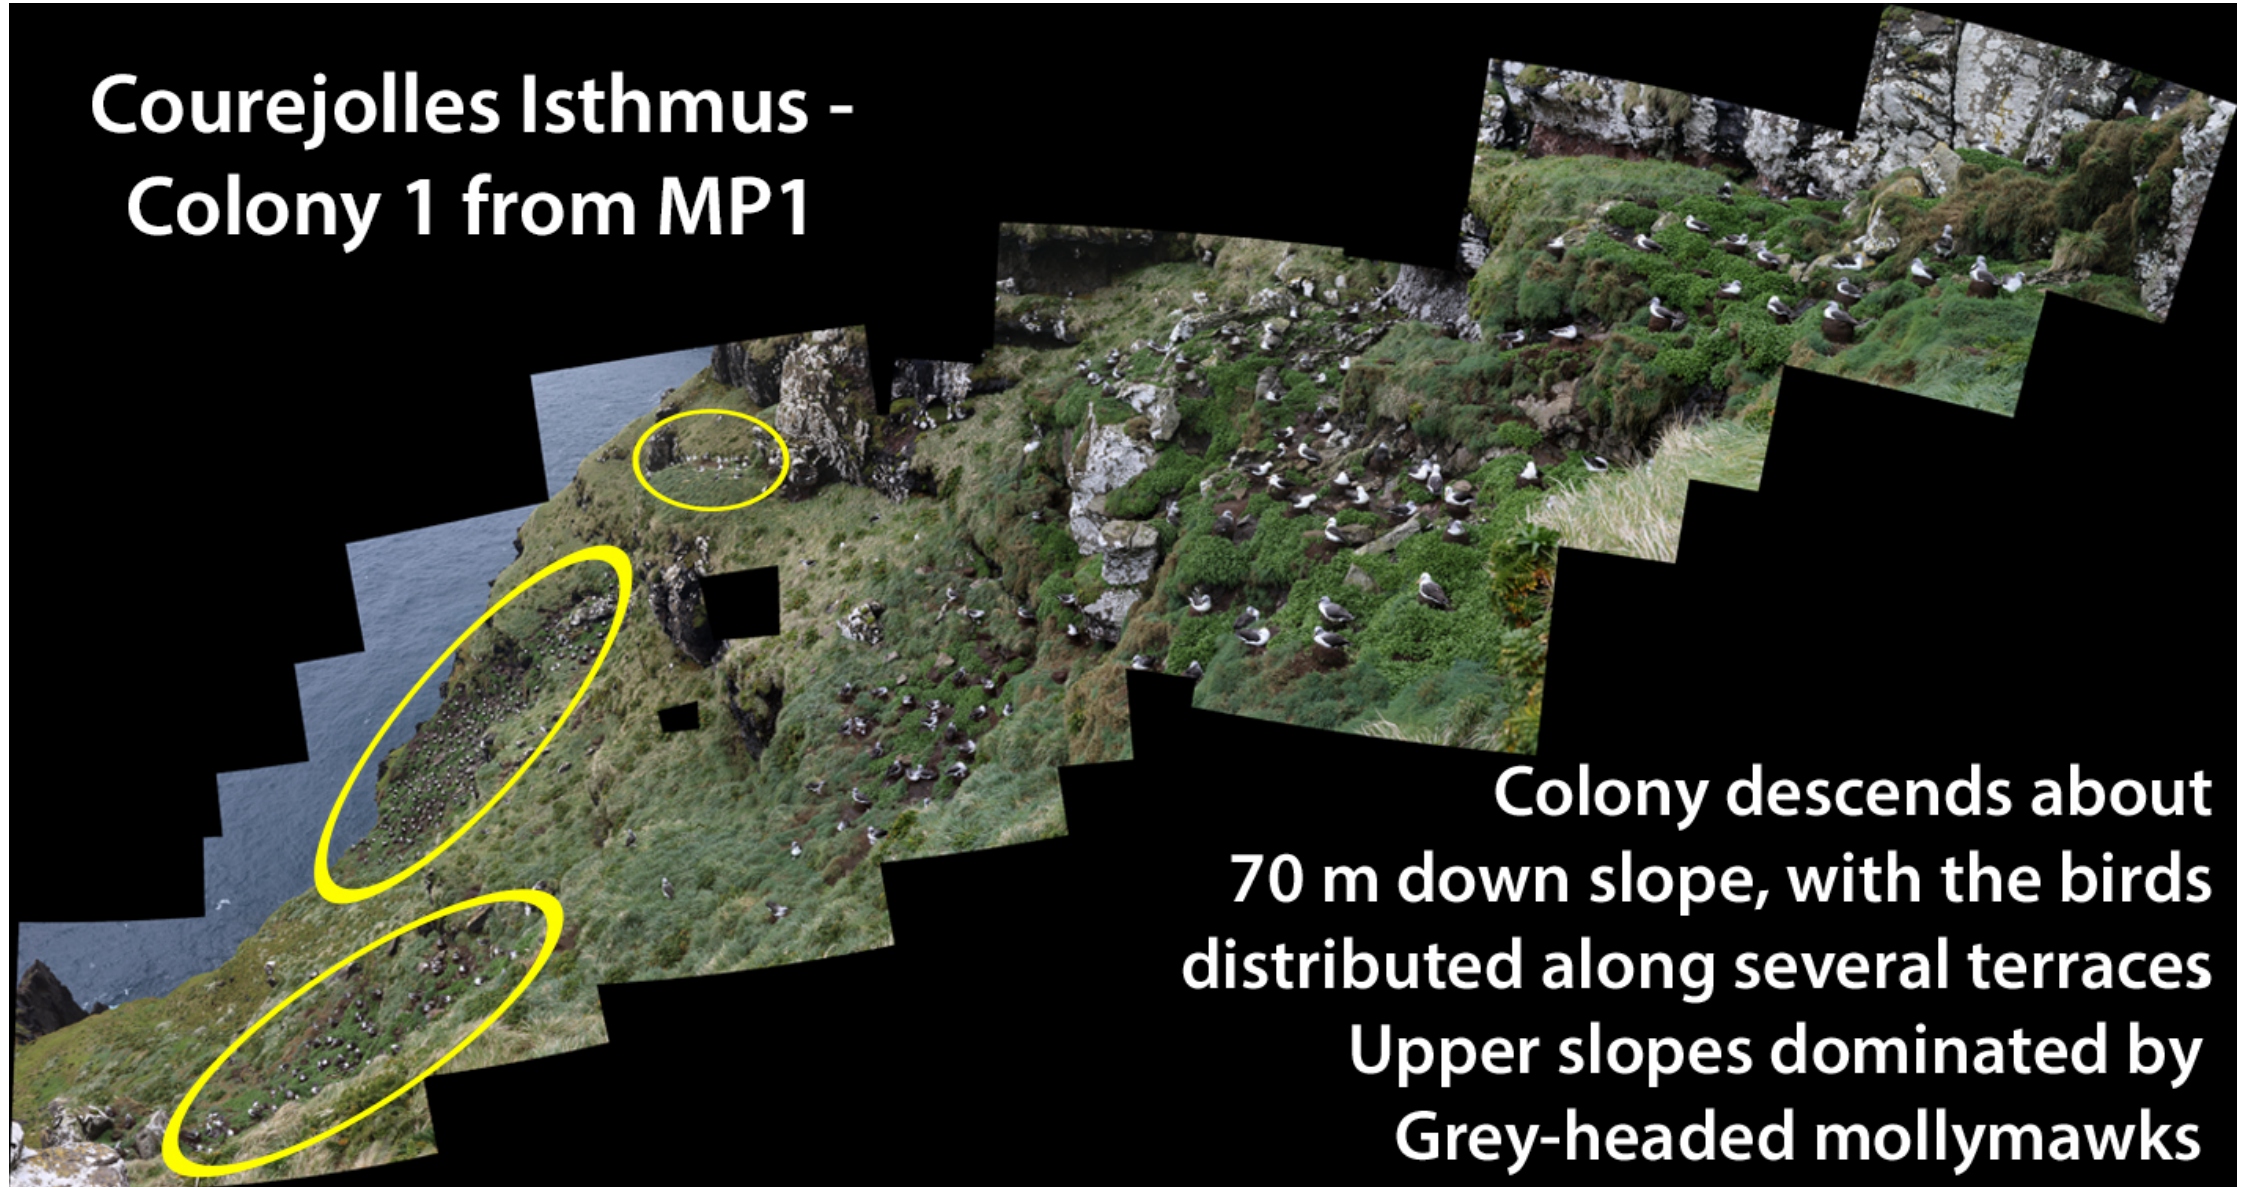 Courejolles Isthmus -
Colony 1 from MP1
Colony descends about
70 m down slope, with the birds
distributed along several terraces
Upper slopes dominated by
Grey-headed mollymawks